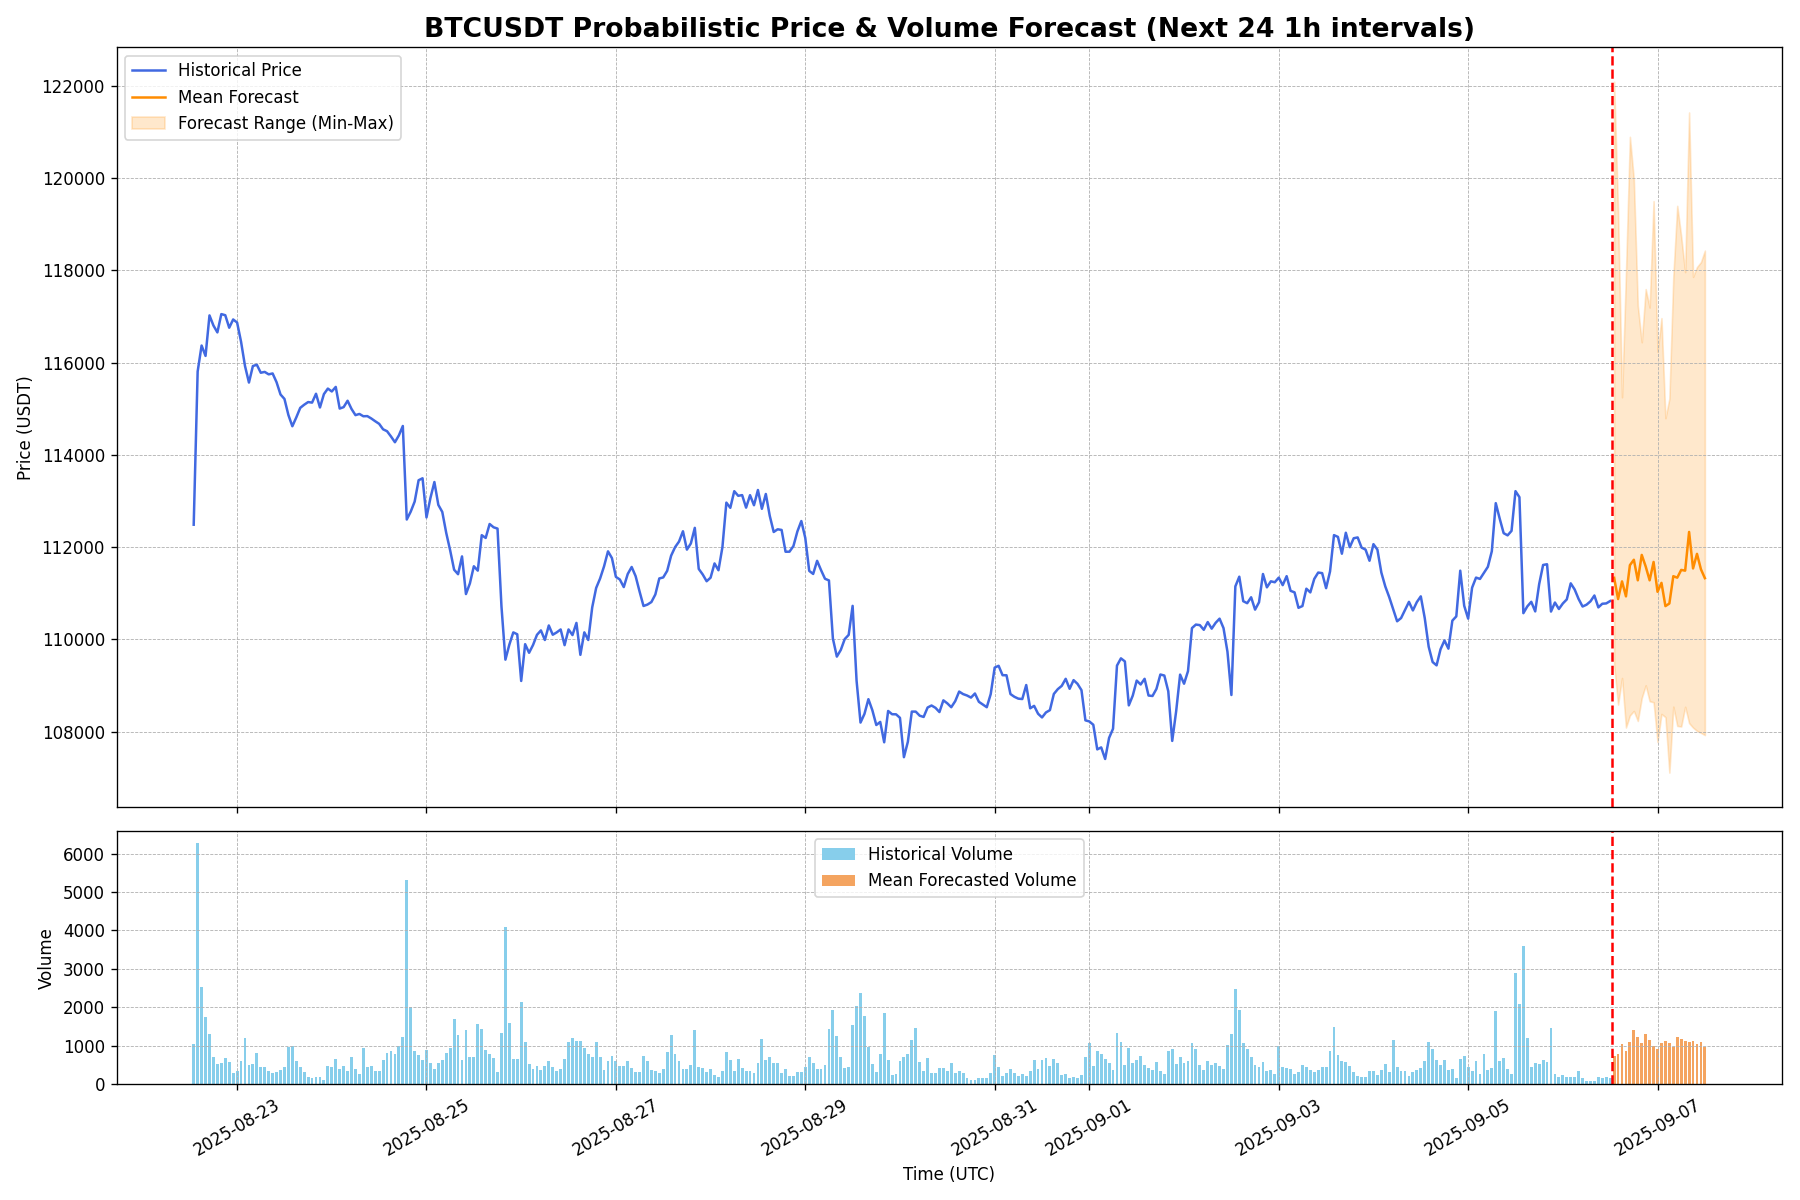 BTCUSDT Probabilistic Price & Volume Forecast (Next 24 1h intervals)
Historical Price
Mean Forecast
Forecast Range (Min-Max)
122000
120000
118000
116000
114000
112000
110000
108000
Price (USDT)
Historical Volume
Mean Forecasted Volume
6000
5000
4000
3000
2000
1000
0
Volume
2025-08-23
2025-08-25
2025-08-27
2025-08-29
2025-08-31
2025-09-01
2025-09-03
2025-09-05
2025-09-07
Time (UTC)